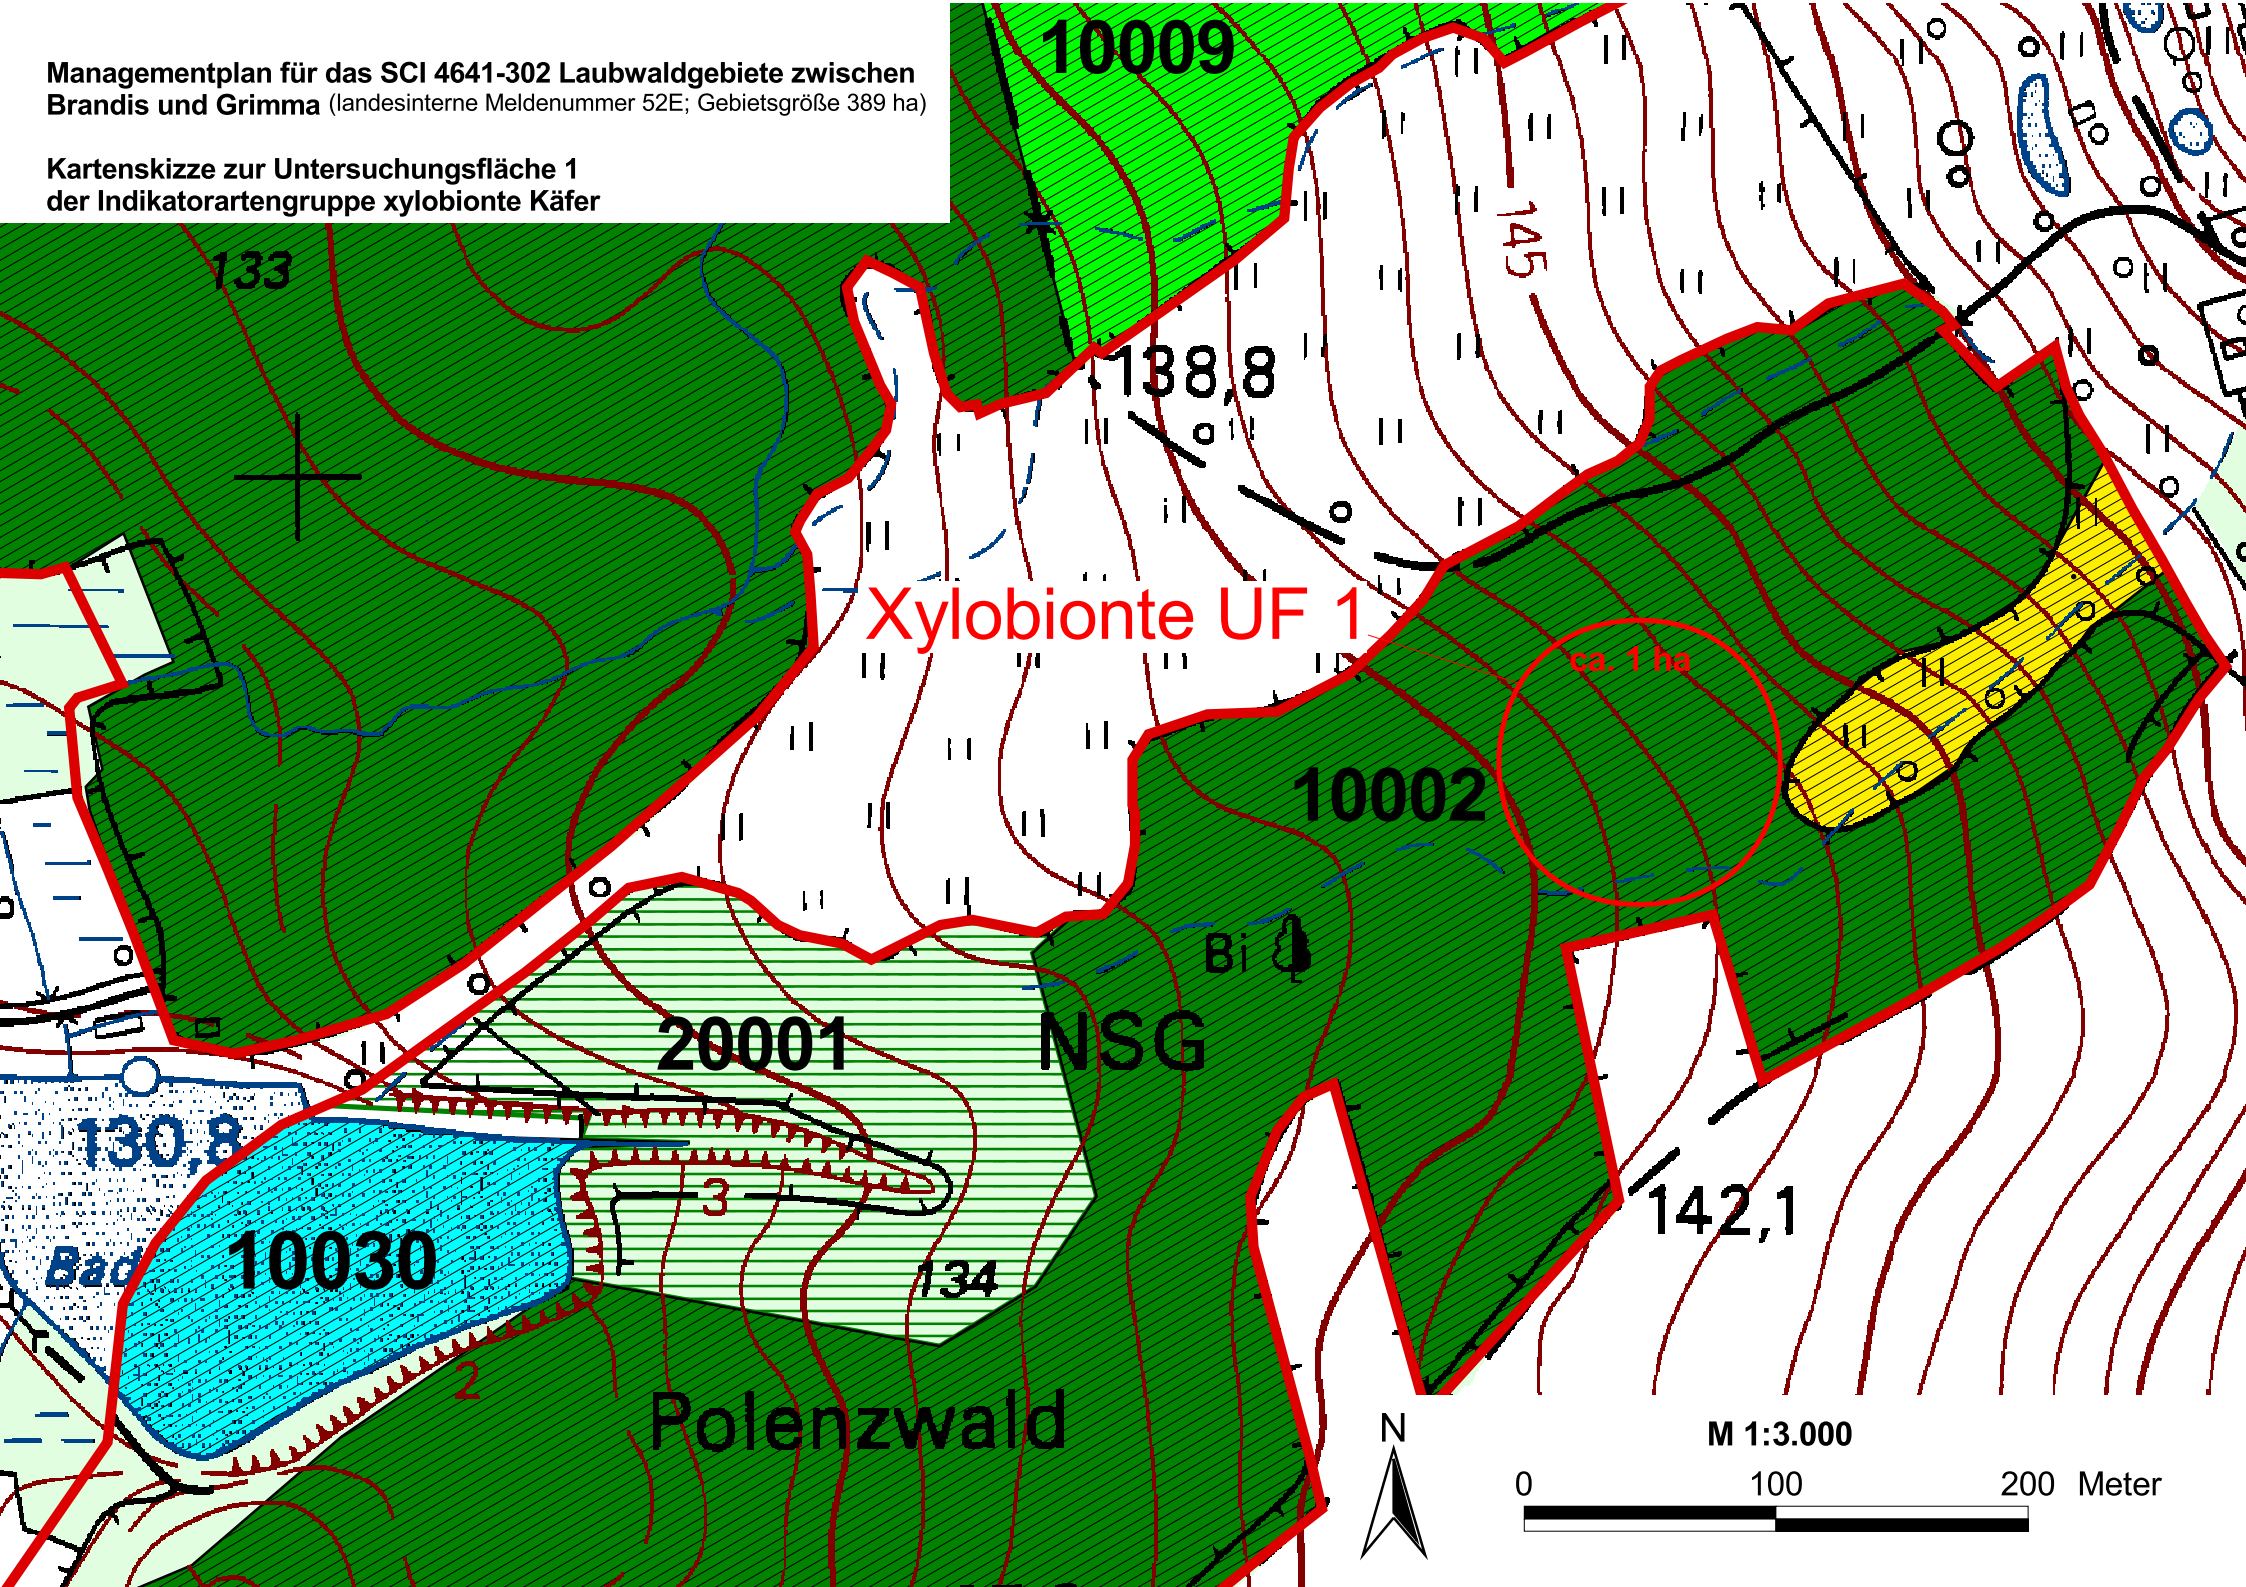 Managementplan für das SCI 4641-302 Laubwaldgebiete zwischen
Brandis und Grimma (landesinterne Meldenummer 52E; Gebietsgröße 389 ha)
Kartenskizze zur Untersuchungsfläche 1
der Indikatorartengruppe xylobionte Käfer
10009
133
145
138,8
Xylobionte UF 1
ca. 1 ha
10002
Bi
20001
NSG
130,8
3
Bad
10030
134
2
142,1
Polenzwald
N
M 1:3.000
0 100 200 Meter